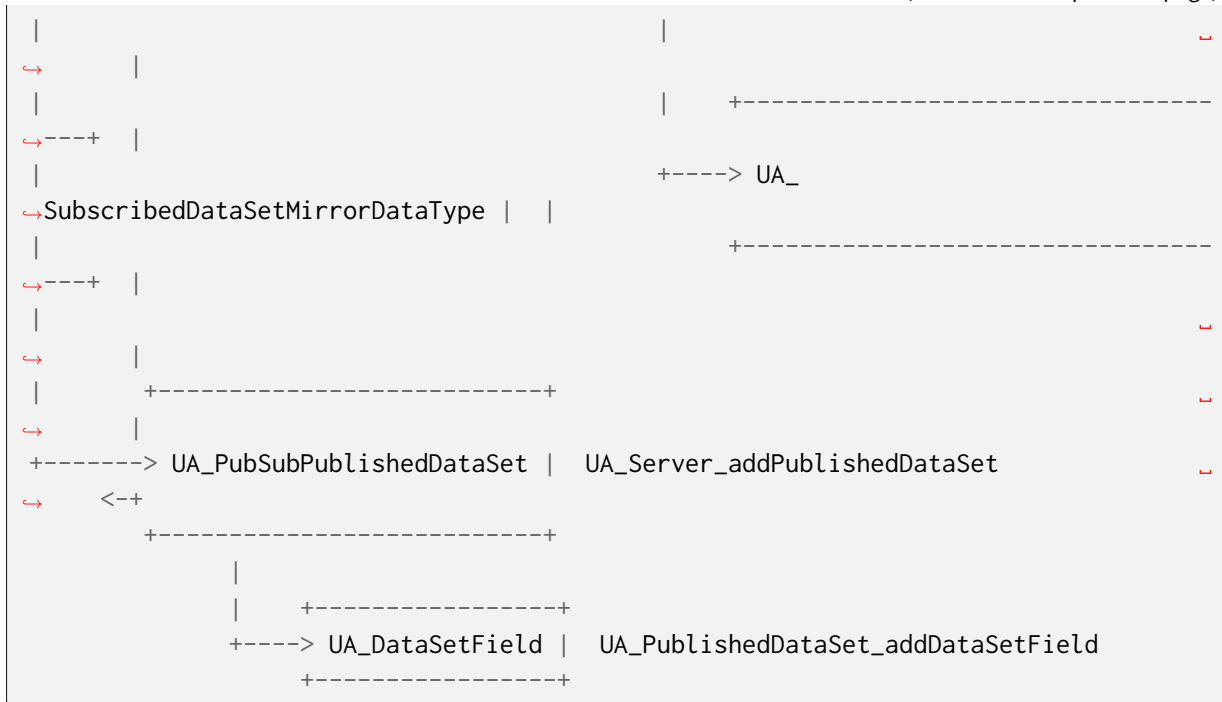 |                                           |                                     ␣
↪      |
|                                           |    +---------------------------------
↪---+  |
|                                           +----> UA_
↪SubscribedDataSetMirrorDataType |  |
|                                                +---------------------------------
↪---+  |
|                                                                                 ␣
↪      |
|       +---------------------------+                                             ␣
↪      |
+-------> UA_PubSubPublishedDataSet |  UA_Server_addPublishedDataSet              ␣
↪    <-+
        +---------------------------+
              |
              |    +-----------------+
              +----> UA_DataSetField |  UA_PublishedDataSet_addDataSetField
                   +-----------------+